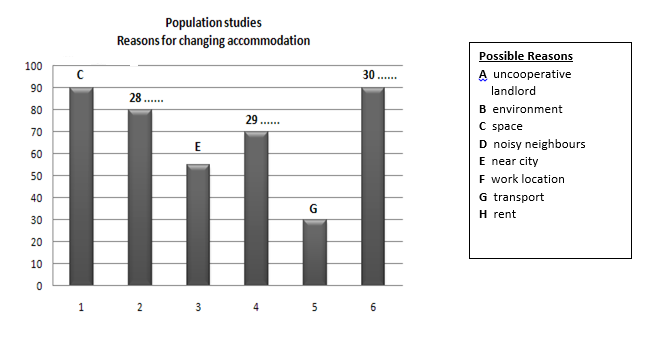 Population studies
Reasons for changing accommodation
100
90
80
70
60
50
40
30
20
10
0
C
28 ......
E
29 ......
G
30 ......
1
2
3
4
5
6
Possible Reasons
A uncooperative
landlord
B environment
C space
D noisy neighbours
E near city
F work location
G transport
H rent